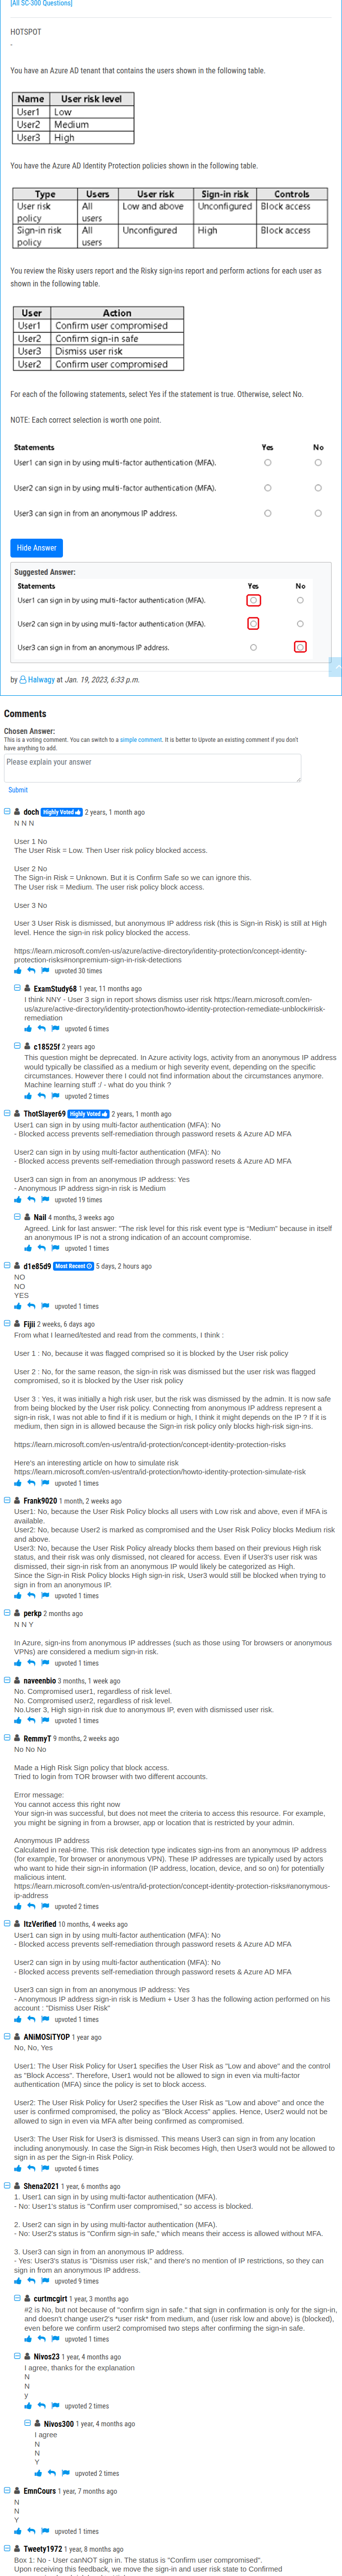 [All SC-300 Questions]
HOTSPOT
-
You have an Azure AD tenant that contains the users shown in the following table.
Name User risk level
User1 Low
User2 Medium
User3 High
You have the Azure AD Identity Protection policies shown in the following table.
Type Users User risk Sign-in risk Controls
User risk policy All users Low and above Unconfigured Block access
Sign-in risk policy All users Unconfigured High Block access
You review the Risky users report and the Risky sign-ins report and perform actions for each user as
shown in the following table.
User Action
User1 Confirm user compromised
User2 Confirm sign-in safe
User3 Dismiss user risk
User2 Confirm user compromised
For each of the following statements, select Yes if the statement is true. Otherwise, select No.
NOTE: Each correct selection is worth one point.
Statements Yes No
User1 can sign in by using multi-factor authentication (MFA).
User2 can sign in by using multi-factor authentication (MFA).
User3 can sign in from an anonymous IP address.
Hide Answer
Suggested Answer:
Statements Yes No
User1 can sign in by using multi-factor authentication (MFA).
User2 can sign in by using multi-factor authentication (MFA).
User3 can sign in from an anonymous IP address.
by Halwagy at Jan. 19, 2023, 6:33 p.m.
Comments
Chosen Answer:
This is a voting comment. You can switch to a simple comment. It is better to Upvote an existing comment if you don't
have anything to add.
Please explain your answer
Submit
doch Highly Voted 2 years, 1 month ago
N N N
User 1 No
The User Risk = Low. Then User risk policy blocked access.
User 2 No
The Sign-in Risk = Unknown. But it is Confirm Safe so we can ignore this.
The User risk = Medium. The user risk policy block access.
User 3 No
User 3 User Risk is dismissed, but anonymous IP address risk (this is Sign-in Risk) is still at High
level. Hence the sign-in risk policy blocked the access.
https://learn.microsoft.com/en-us/azure/active-directory/identity-protection/concept-identity-
protection-risks#nonpremium-sign-in-risk-detections
upvoted 30 times
ExamStudy68 1 year, 11 months ago
I think NNY - User 3 sign in report shows dismiss user risk https://learn.microsoft.com/en-
us/azure/active-directory/identity-protection/howto-identity-protection-remediate-unblock#risk-
remediation
upvoted 6 times
c18525f 2 years ago
This question might be deprecated. In Azure activity logs, activity from an anonymous IP address
would typically be classified as a medium or high severity event, depending on the specific
circumstances. However there I could not find information about the circumstances anymore.
Machine learning stuff :/ - what do you think ?
upvoted 2 times
ThotSlayer69 Highly Voted 2 years, 1 month ago
User1 can sign in by using multi-factor authentication (MFA): No
- Blocked access prevents self-remediation through password resets & Azure AD MFA
User2 can sign in by using multi-factor authentication (MFA): No
- Blocked access prevents self-remediation through password resets & Azure AD MFA
User3 can sign in from an anonymous IP address: Yes
- Anonymous IP address sign-in risk is Medium
upvoted 19 times
Nail 4 months, 3 weeks ago
Agreed. Link for last answer: "The risk level for this risk event type is "Medium" because in itself
an anonymous IP is not a strong indication of an account compromise.
upvoted 1 times
d1e85d9 Most Recent 5 days, 2 hours ago
NO
NO
YES
upvoted 1 times
Fijii 2 weeks, 6 days ago
From what I learned/tested and read from the comments, I think :
User 1 : No, because it was flagged comprised so it is blocked by the User risk policy
User 2 : No, for the same reason, the sign-in risk was dismissed but the user risk was flagged
compromised, so it is blocked by the User risk policy
User 3 : Yes, it was initially a high risk user, but the risk was dismissed by the admin. It is now safe
from being blocked by the User risk policy. Connecting from anonymous IP address represent a
sign-in risk, I was not able to find if it is medium or high, I think it might depends on the IP ? If it is
medium, then sign in is allowed because the Sign-in risk policy only blocks high-risk sign-ins.
https://learn.microsoft.com/en-us/entra/id-protection/concept-identity-protection-risks
Here's an interesting article on how to simulate risk
https://learn.microsoft.com/en-us/entra/id-protection/howto-identity-protection-simulate-risk
upvoted 1 times
Frank9020 1 month, 2 weeks ago
User1: No, because the User Risk Policy blocks all users with Low risk and above, even if MFA is
available.
User2: No, because User2 is marked as compromised and the User Risk Policy blocks Medium risk
and above.
User3: No, because the User Risk Policy already blocks them based on their previous High risk
status, and their risk was only dismissed, not cleared for access. Even if User3's user risk was
dismissed, their sign-in risk from an anonymous IP would likely be categorized as High.
Since the Sign-in Risk Policy blocks High sign-in risk, User3 would still be blocked when trying to
sign in from an anonymous IP.
upvoted 1 times
perkp 2 months ago
N N Y
In Azure, sign-ins from anonymous IP addresses (such as those using Tor browsers or anonymous
VPNs) are considered a medium sign-in risk.
upvoted 1 times
naveenbio 3 months, 1 week ago
No. Compromised user1, regardless of risk level.
No. Compromised user2, regardless of risk level.
No.User 3, High sign-in risk due to anonymous IP, even with dismissed user risk.
upvoted 1 times
RemmyT 9 months, 2 weeks ago
No No No
Made a High Risk Sign policy that block access.
Tried to login from TOR browser with two different accounts.
Error message:
You cannot access this right now
Your sign-in was successful, but does not meet the criteria to access this resource. For example,
you might be signing in from a browser, app or location that is restricted by your admin.
Anonymous IP address
Calculated in real-time. This risk detection type indicates sign-ins from an anonymous IP address
(for example, Tor browser or anonymous VPN). These IP addresses are typically used by actors
who want to hide their sign-in information (IP address, location, device, and so on) for potentially
malicious intent.
https://learn.microsoft.com/en-us/entra/id-protection/concept-identity-protection-risks#anonymous-
ip-address
upvoted 2 times
ItzVerified 10 months, 4 weeks ago
User1 can sign in by using multi-factor authentication (MFA): No
- Blocked access prevents self-remediation through password resets & Azure AD MFA
User2 can sign in by using multi-factor authentication (MFA): No
- Blocked access prevents self-remediation through password resets & Azure AD MFA
User3 can sign in from an anonymous IP address: Yes
- Anonymous IP address sign-in risk is Medium + User 3 has the following action performed on his
account : "Dismiss User Risk"
upvoted 1 times
ANiMOSiTYOP 1 year ago
No, No, Yes
User1: The User Risk Policy for User1 specifies the User Risk as "Low and above" and the control
as "Block Access". Therefore, User1 would not be allowed to sign in even via multi-factor
authentication (MFA) since the policy is set to block access.
User2: The User Risk Policy for User2 specifies the User Risk as "Low and above" and once the
user is confirmed compromised, the policy as "Block Access" applies. Hence, User2 would not be
allowed to sign in even via MFA after being confirmed as compromised.
User3: The User Risk for User3 is dismissed. This means User3 can sign in from any location
including anonymously. In case the Sign-in Risk becomes High, then User3 would not be allowed to
sign in as per the Sign-in Risk Policy.
upvoted 6 times
Shena2021 1 year, 6 months ago
1. User1 can sign in by using multi-factor authentication (MFA).
- No: User1's status is "Confirm user compromised," so access is blocked.
2. User2 can sign in by using multi-factor authentication (MFA).
- No: User2's status is "Confirm sign-in safe," which means their access is allowed without MFA.
3. User3 can sign in from an anonymous IP address.
- Yes: User3's status is "Dismiss user risk," and there's no mention of IP restrictions, so they can
sign in from an anonymous IP address.
upvoted 9 times
curtmcgirt 1 year, 3 months ago
#2 is No, but not because of "confirm sign in safe." that sign in confirmation is only for the sign-in,
and doesn't change user2's *user risk* from medium, and (user risk low and above) is (blocked),
even before we confirm user2 compromised two steps after confirming the sign-in safe.
upvoted 1 times
Nivos23 1 year, 4 months ago
I agree, thanks for the explanation
N
N
y
upvoted 2 times
Nivos300 1 year, 4 months ago
I agree
N
N
Y
upvoted 2 times
EmnCours 1 year, 7 months ago
N
N
Y
upvoted 1 times
Tweety1972 1 year, 8 months ago
Box 1: No - User canNOT sign in. The status is "Confirm user compromised".
Upon receiving this feedback, we move the sign-in and user risk state to Confirmed